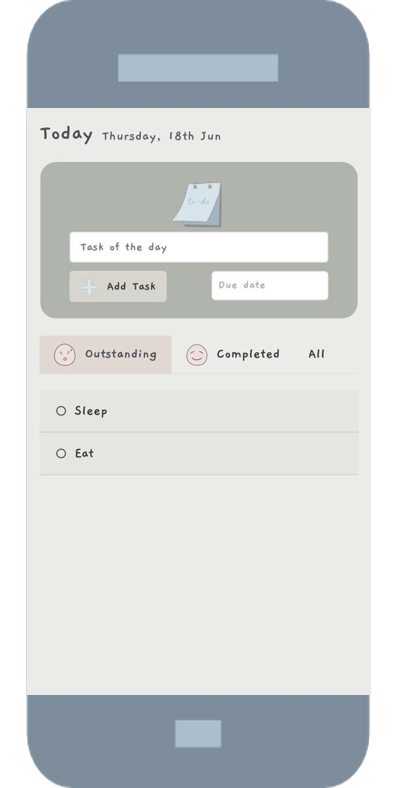 Today Thursday, 18th Jun
to-do
Task of the day
Add Task Due date
Outstanding Completed All
Sleep
Eat